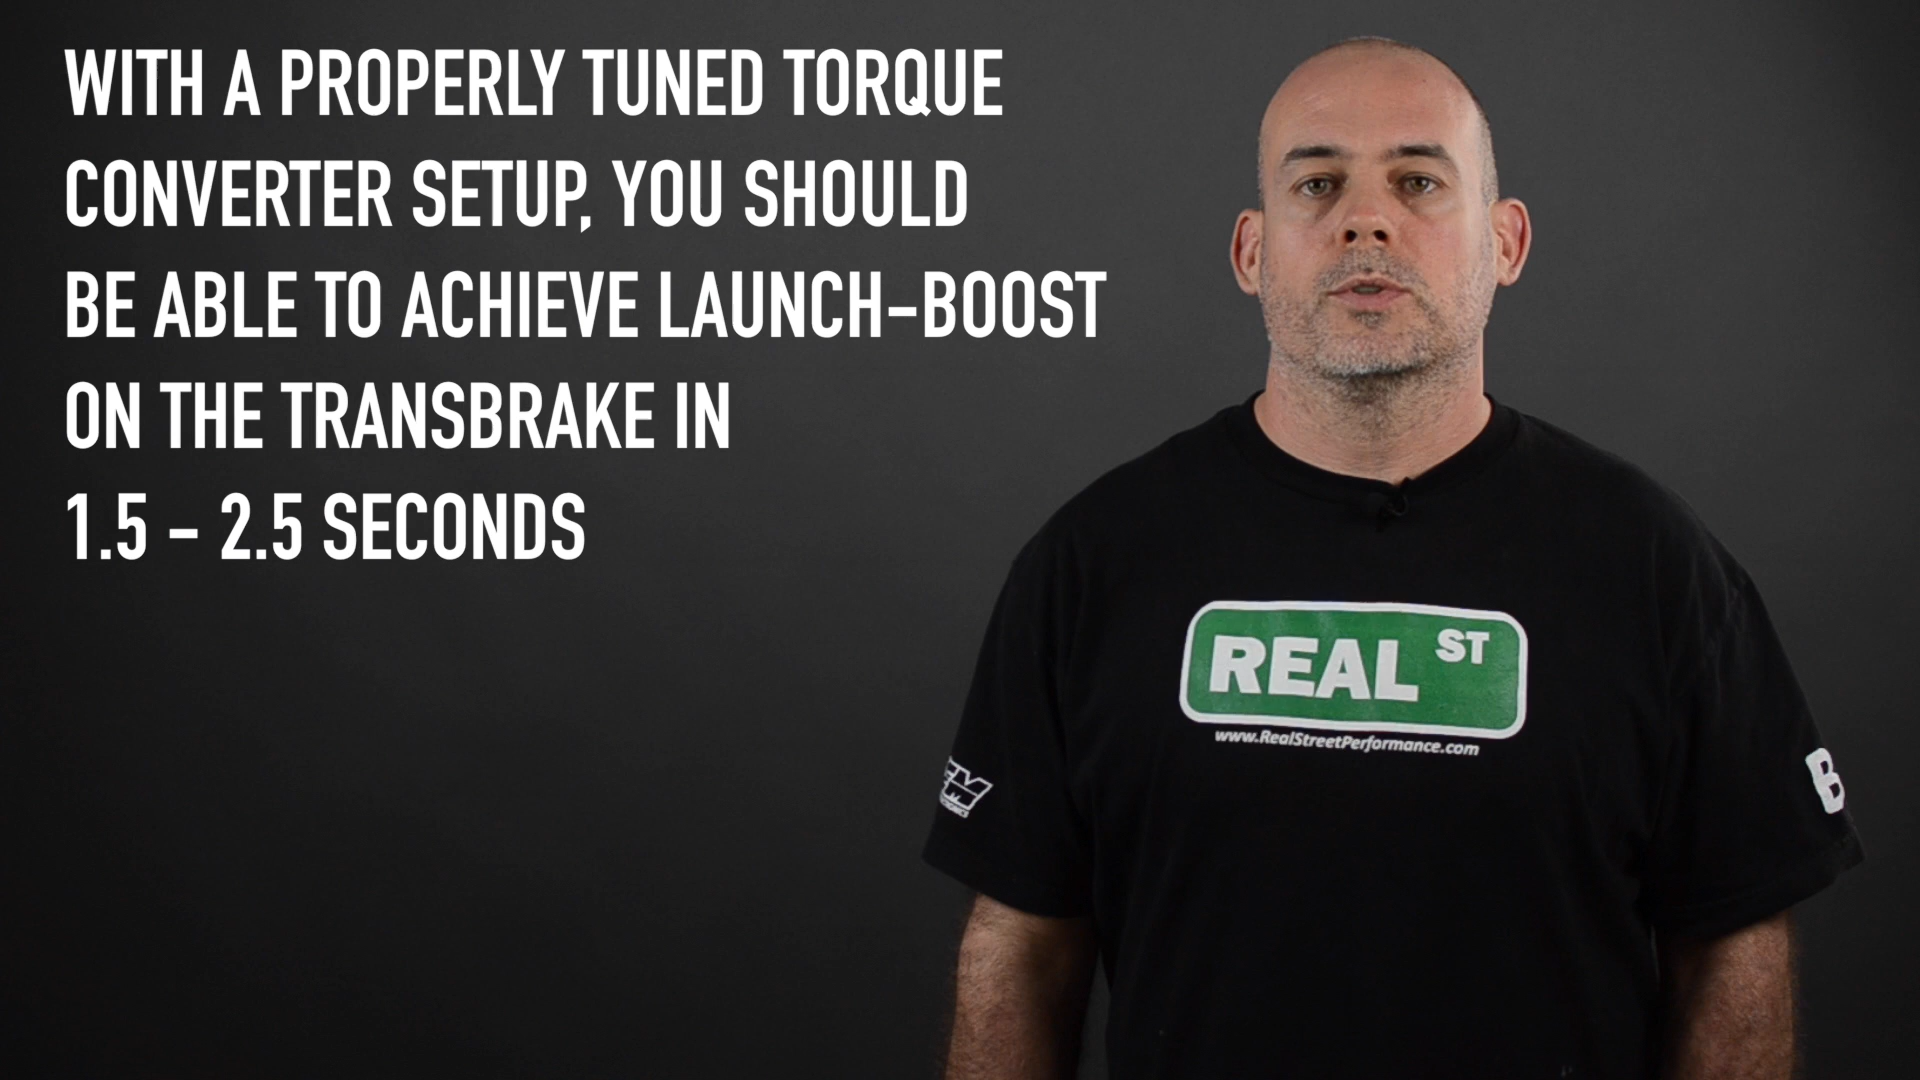 WITH A PROPERLY TUNED TORQUE
CONVERTER SETUP, YOU SHOULD
BE ABLE TO ACHIEVE LAUNCH-BOOST
ON THE TRANSBRAKE IN
1.5 - 2.5 SECONDS
REAL ST
www.RealStreetPerformance.com
B